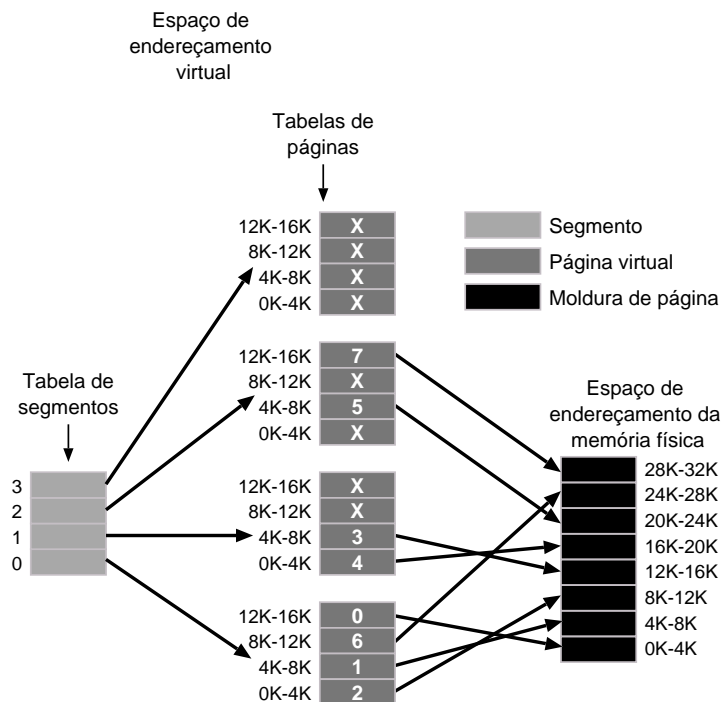 Espaço de
endereçamento
virtual
Tabelas de
páginas
12K-16K X
8K-12K X
4K-8K X
0K-4K X
Segmento
Página virtual
Moldura de página
12K-16K 7
8K-12K X
4K-8K 5
0K-4K X
Tabela de
segmentos
3
2
1
0
12K-16K X
8K-12K X
4K-8K 3
0K-4K 4
12K-16K 0
8K-12K 6
4K-8K 1
0K-4K 2
Espaço de
endereçamento da
memória física
28K-32K
24K-28K
20K-24K
16K-20K
12K-16K
8K-12K
4K-8K
0K-4K